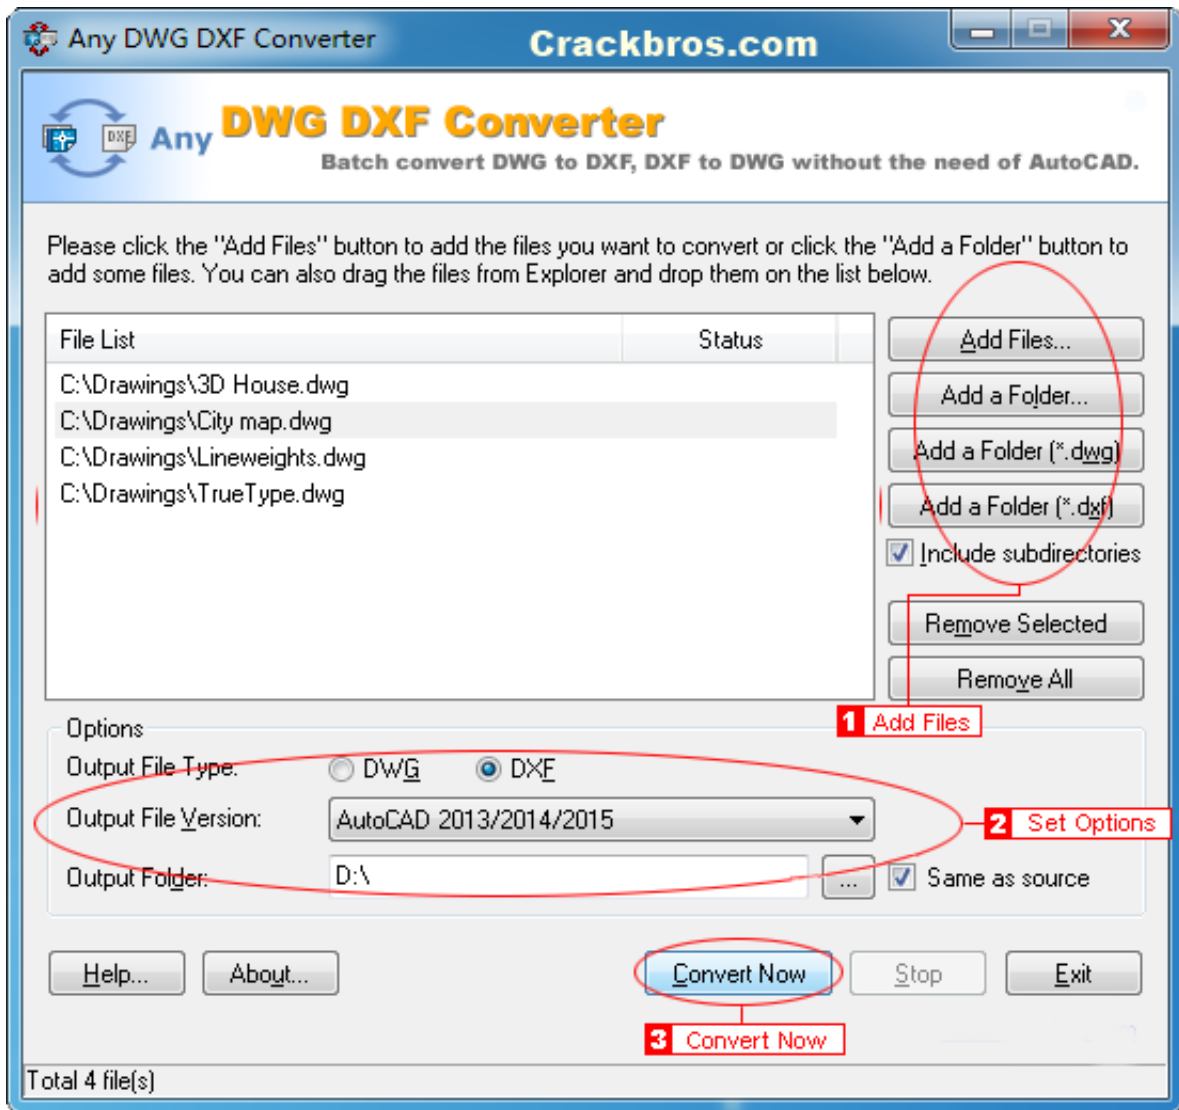 Any DWG DXF Converter
Crackbros.com
DXF
Any DWG DXF Converter
Batch convert DWG to DXF, DXF to DWG without the need of AutoCAD.
Please click the "Add Files" button to add the files you want to convert or click the "Add a Folder" button to
add some files. You can also drag the files from Explorer and drop them on the list below.
File List
Status
C:\Drawings\3D House.dwg
C:\Drawings\City map.dwg
C:\Drawings\Lineweights.dwg
C:\Drawings\TrueType.dwg
Add Files...
Add a Folder...
Add a Folder (*.dwg)
Add a Folder (*.dxf)
Include subdirectories
Remove Selected
Remove All
1 Add Files
Options
Output File Type:
DWG
DXF
Output File Version:
AutoCAD 2013/2014/2015
2 Set Options
Output Folder:
D:\
...
Same as source
Help...
About...
Convert Now
Stop
Exit
3 Convert Now
Total 4 file(s)